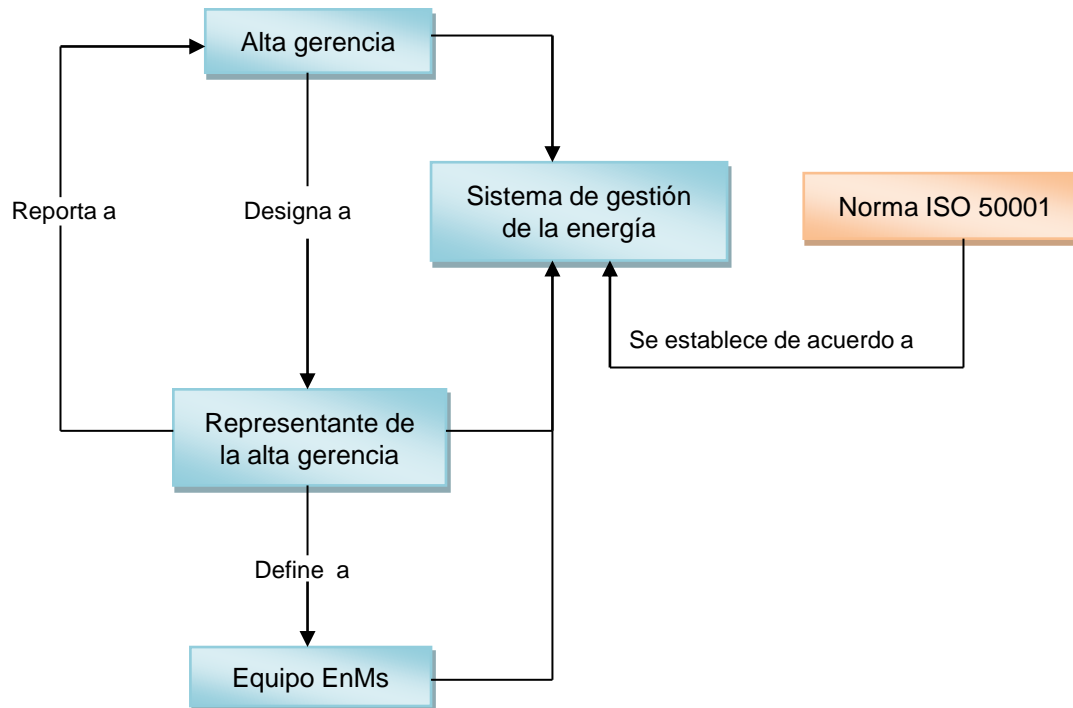 Alta gerencia
Sistema de gestión
de la energía
Norma ISO 50001
Reporta a
Designa a
Se establece de acuerdo a
Representante de
la alta gerencia
Define a
Equipo EnMs